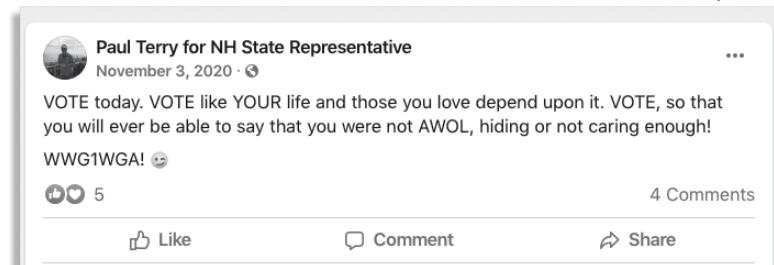 Paul Terry for NH State Representative
November 3, 2020 ·
VOTE today. VOTE like YOUR life and those you love depend upon it. VOTE, so that
you will ever be able to say that you were not AWOL, hiding or not caring enough!
WWG1WGA! 😉
5 4 Comments
Like Comment Share